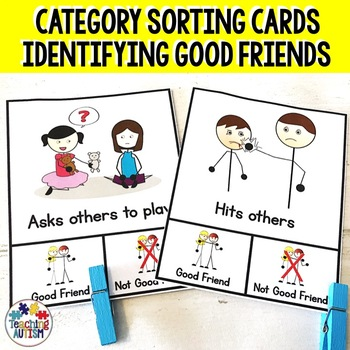 CATEGORY SORTING CARDS
IDENTIFYING GOOD FRIENDS
?
Asks others to play
Good Friend
Not Good Friend
Hits others
Good Friend
Not Good Friend
Teaching
Autism